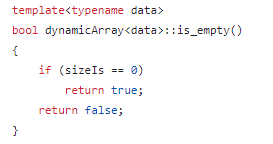 template<typename data>
bool dynamicArray<data>::is_empty()
{
    if (sizeIs == 0)
        return true;
    return false;
}